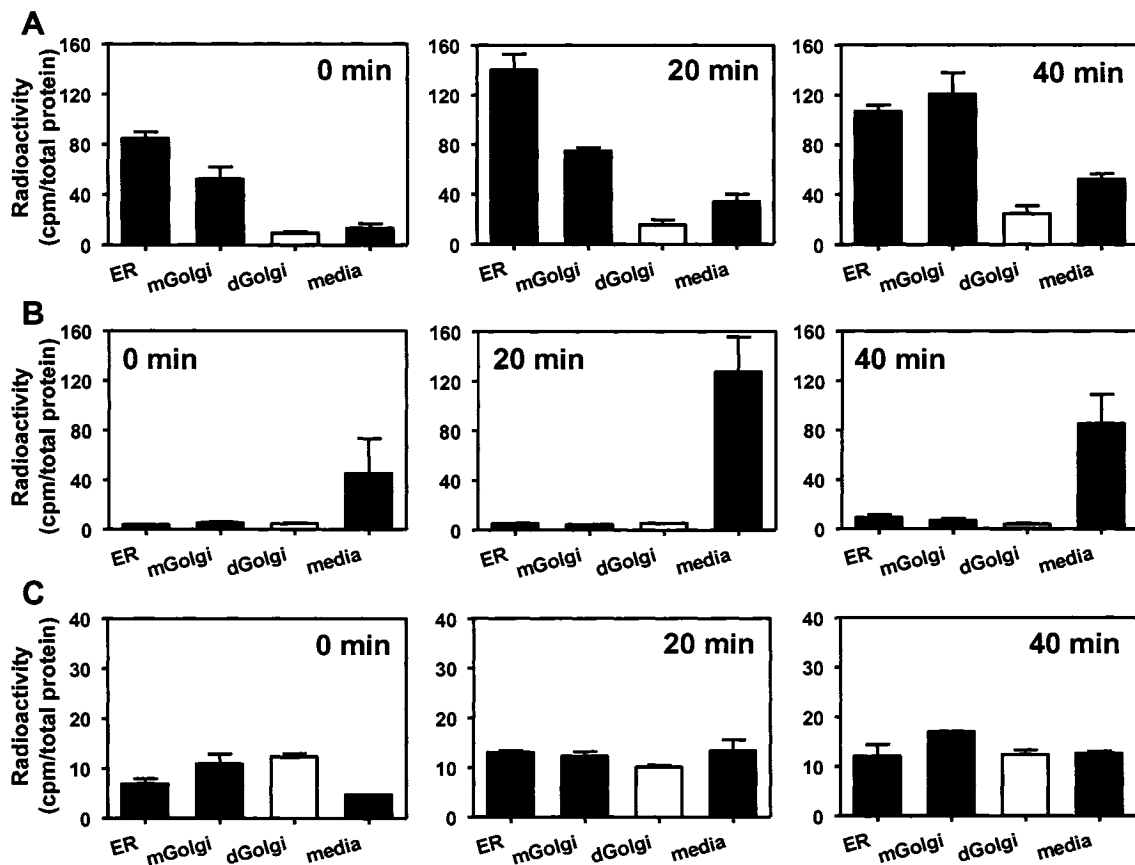 A
Radioactivity
(cpm/total protein)
160
120
80
40
0
0 min
ER
mGolgi
dGolgi
media
160
120
80
40
0
20 min
ER
mGolgi
dGolgi
media
160
120
80
40
0
40 min
ER
mGolgi
dGolgi
media
B
Radioactivity
(cpm/total protein)
160
120
80
40
0
0 min
ER
mGolgi
dGolgi
media
160
120
80
40
0
20 min
ER
mGolgi
dGolgi
media
160
120
80
40
0
40 min
ER
mGolgi
dGolgi
media
C
Radioactivity
(cpm/total protein)
40
30
20
10
0
0 min
ER
mGolgi
dGolgi
media
40
30
20
10
0
20 min
ER
mGolgi
dGolgi
media
40
30
20
10
0
40 min
ER
mGolgi
dGolgi
media